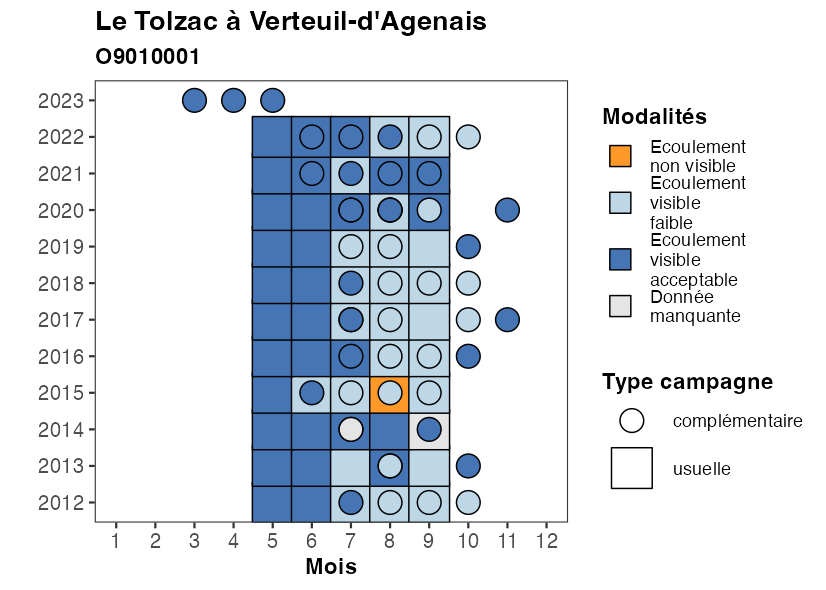 Le Tolzac à Verteuil-d'Agenais
O9010001
2023
2022
2021
2020
2019
2018
2017
2016
2015
2014
2013
2012
1 2 3 4 5 6 7 8 9 10 11 12
Mois
Modalités
Ecoulement
non visible
Ecoulement
visible
faible
Ecoulement
visible
acceptable
Donnée
manquante
Type campagne
complémentaire
usuelle